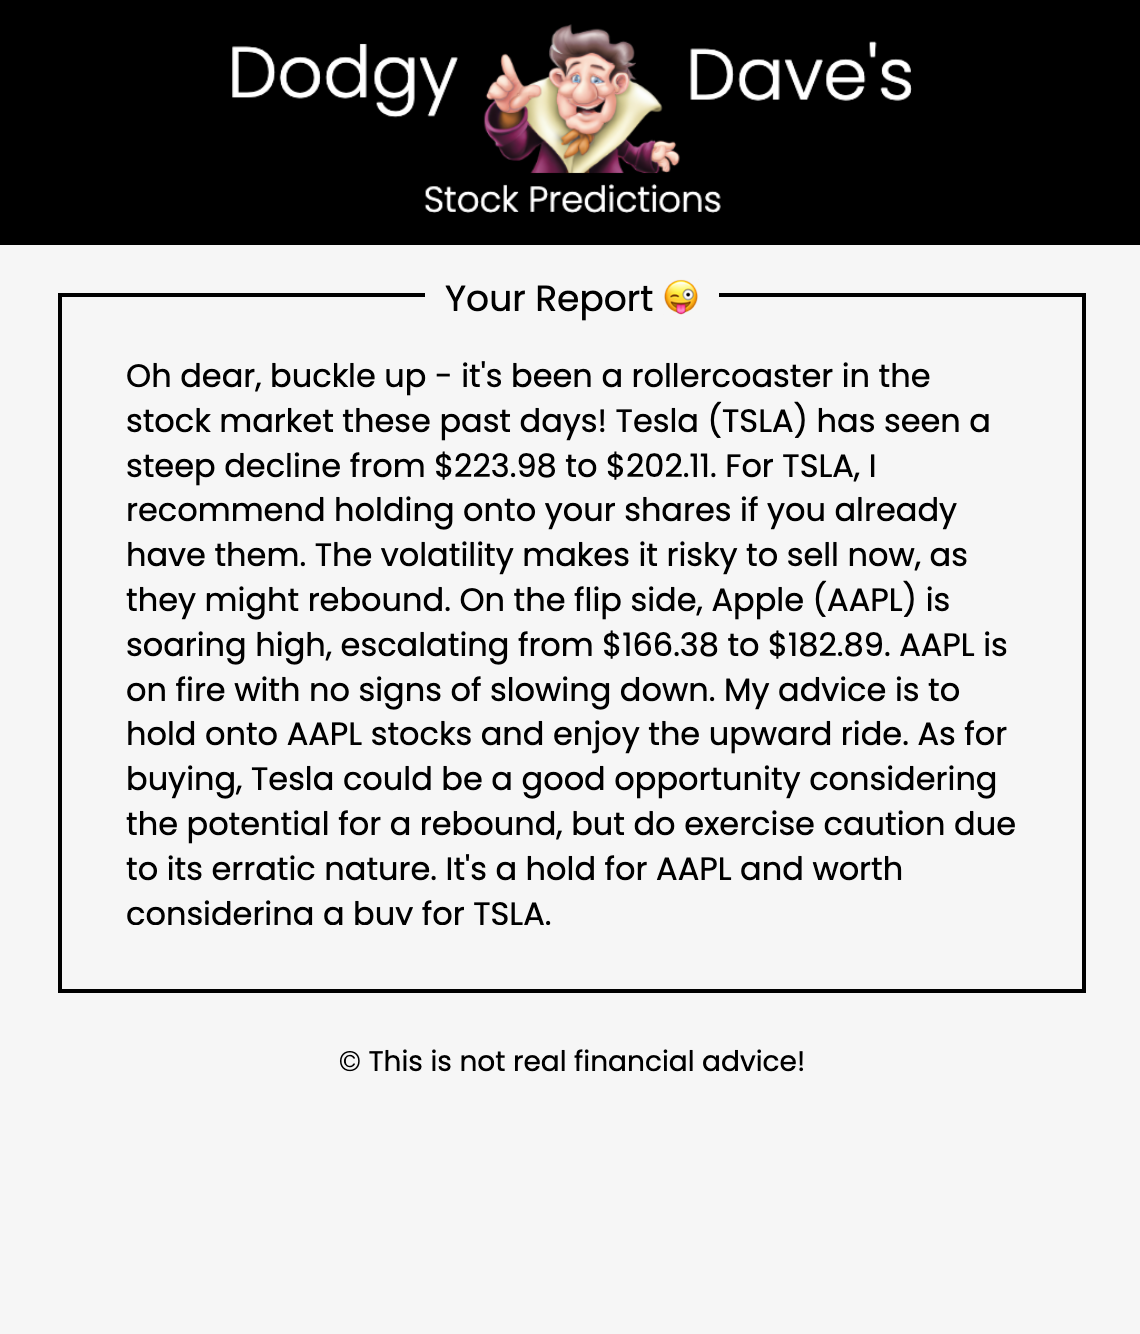 Dodgy Dave's
Stock Predictions
Your Report 😜
Oh dear, buckle up - it's been a rollercoaster in the
stock market these past days! Tesla (TSLA) has seen a
steep decline from $223.98 to $202.11. For TSLA, I
recommend holding onto your shares if you already
have them. The volatility makes it risky to sell now, as
they might rebound. On the flip side, Apple (AAPL) is
soaring high, escalating from $166.38 to $182.89. AAPL is
on fire with no signs of slowing down. My advice is to
hold onto AAPL stocks and enjoy the upward ride. As for
buying, Tesla could be a good opportunity considering
the potential for a rebound, but do exercise caution due
to its erratic nature. It's a hold for AAPL and worth
considering a buy for TSLA.
© This is not real financial advice!